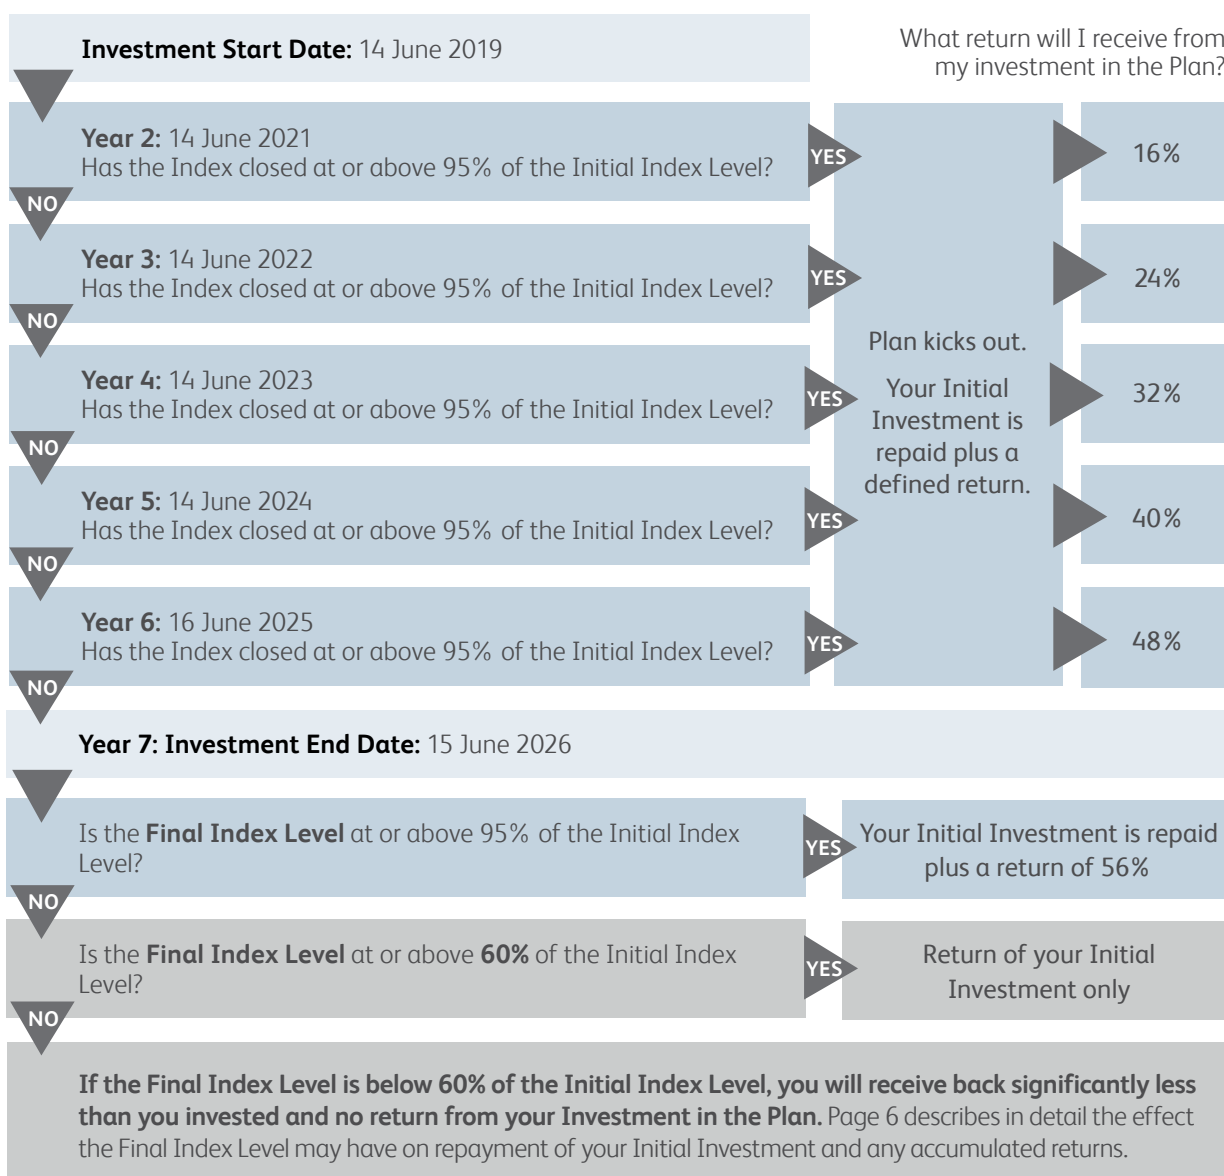 Investment Start Date: 14 June 2019
What return will I receive from
my investment in the Plan?
Year 2: 14 June 2021
Has the Index closed at or above 95% of the Initial Index Level?
YES
16%
NO
Year 3: 14 June 2022
Has the Index closed at or above 95% of the Initial Index Level?
YES
24%
NO
Year 4: 14 June 2023
Has the Index closed at or above 95% of the Initial Index Level?
YES
32%
NO
Year 5: 14 June 2024
Has the Index closed at or above 95% of the Initial Index Level?
YES
40%
NO
Year 6: 16 June 2025
Has the Index closed at or above 95% of the Initial Index Level?
YES
48%
NO
Plan kicks out.
Your Initial
Investment is
repaid plus a
defined return.
Year 7: Investment End Date: 15 June 2026
Is the Final Index Level at or above 95% of the Initial Index
Level?
YES
Your Initial Investment is repaid
plus a return of 56%
NO
Is the Final Index Level at or above 60% of the Initial Index
Level?
YES
Return of your Initial
Investment only
NO
If the Final Index Level is below 60% of the Initial Index Level, you will receive back significantly less
than you invested and no return from your Investment in the Plan. Page 6 describes in detail the effect
the Final Index Level may have on repayment of your Initial Investment and any accumulated returns.